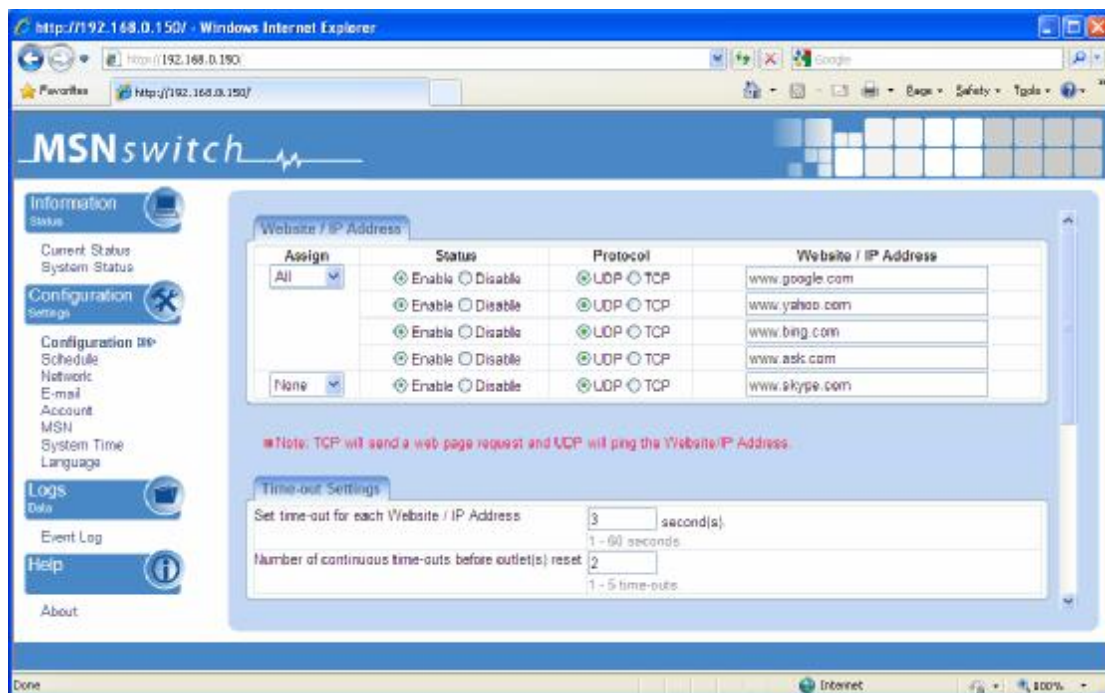 http://192.168.0.150/ - Windows Internet Explorer
http://192.168.0.150/
Google
Favorites
http://192.168.0.150/
Page Safety Tools
MSNswitch
Information
Status
Current Status
System Status
Configuration
Settings
Configuration
Schedule
Network
E-mail
Account
MSN
System Time
Language
Logs
Data
Event Log
Help
About
Website / IP Address
Assign Status Protocol Website / IP Address
All Enable Disable UDP TCP www.google.com
Enable Disable UDP TCP www.yahoo.com
Enable Disable UDP TCP www.bing.com
Enable Disable UDP TCP www.ask.com
None Enable Disable UDP TCP www.skype.com
Note: TCP will send a web page request and UDP will ping the Website/IP Address.
Time-out Settings
Set time-out for each Website / IP Address 3 second(s)
1 - 60 seconds
Number of continuous time-outs before outlet(s) reset 2
1 - 5 time-outs
Done Internet 100%